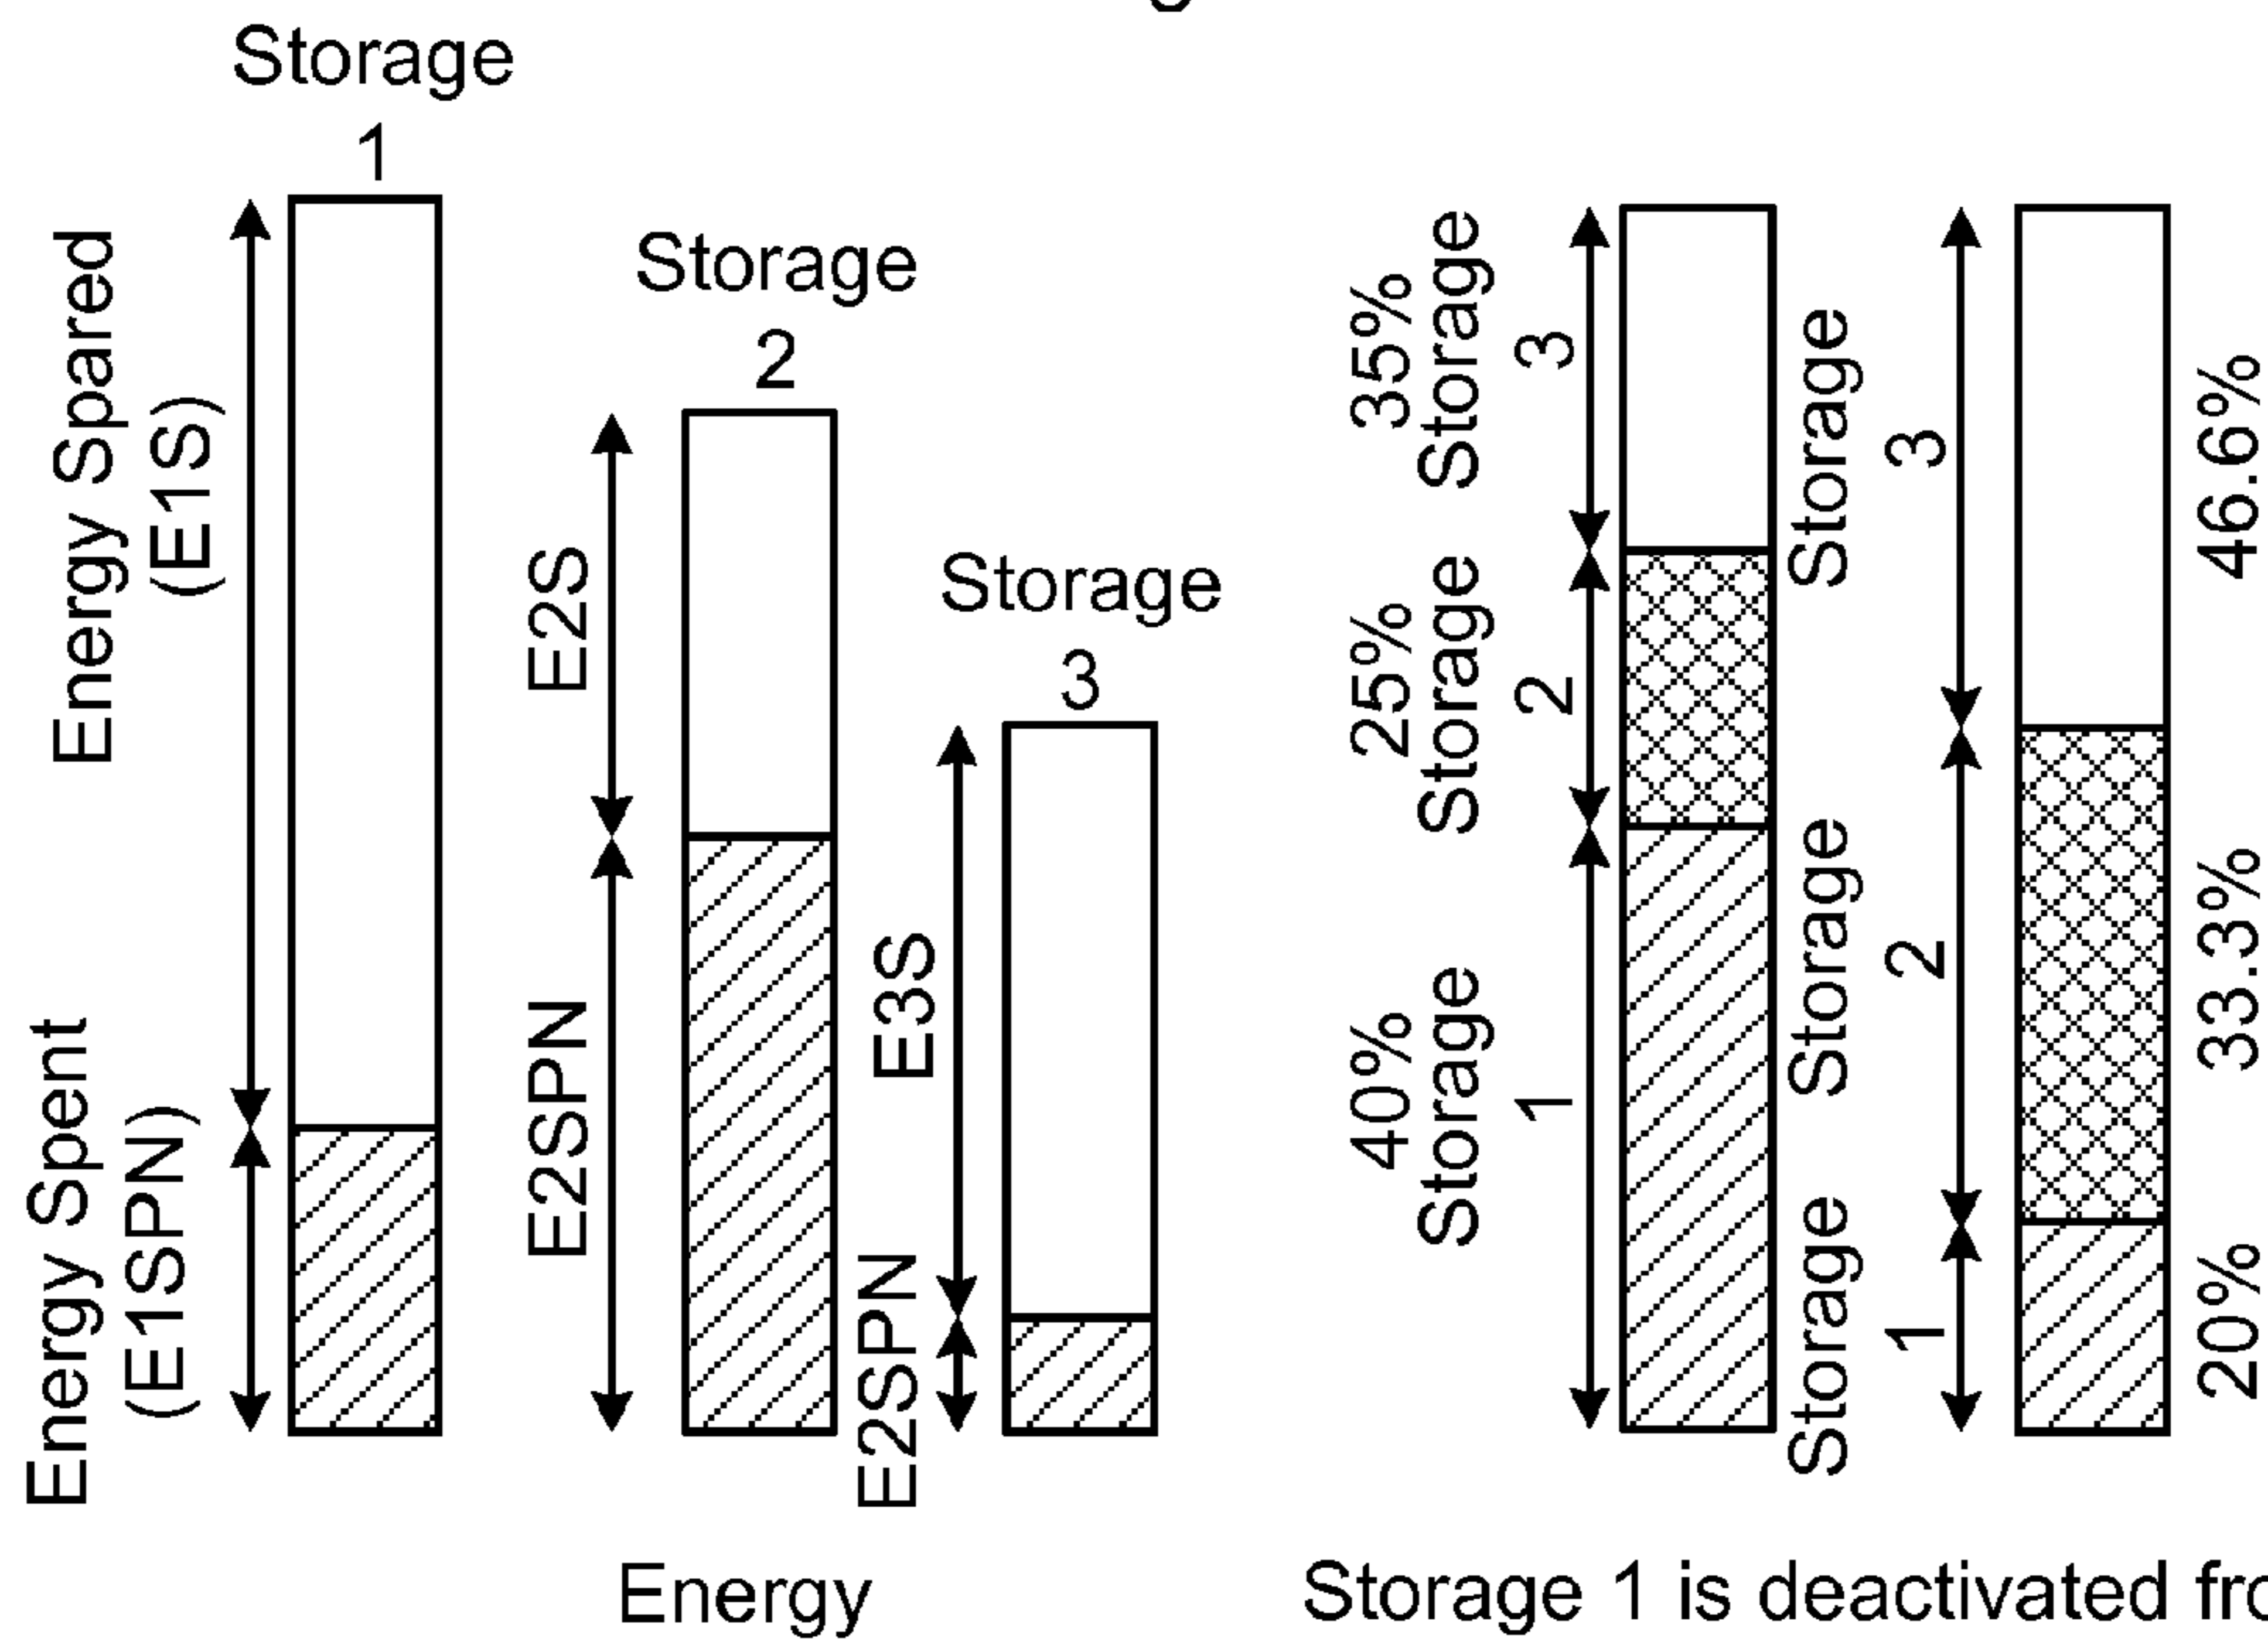 Storage
1
Energy Spared
(E1S)
Energy Spent
(E1SPN)
Storage
2
E2S
E2SPN
Storage
3
E3S
E2SPN
Energy
35%
Storage
3
25%
Storage
2
40%
Storage
1
Storage
3
46.6%
Storage
2
33.3%
Storage
1
20%
Storage 1 is deactivated